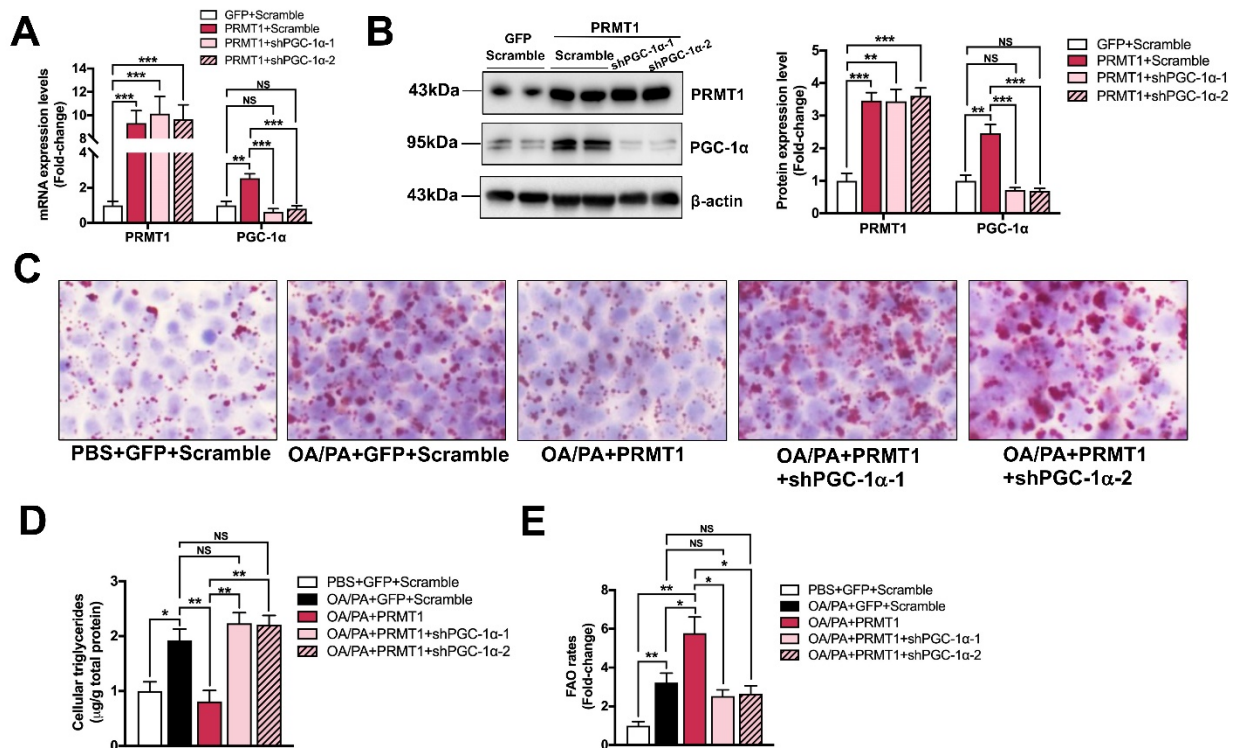 A
GFP+Scramble
PRMT1+Scramble
PRMT1+shPGC-1α-1
PRMT1+shPGC-1α-2
mRNA expression levels
(Fold-change)
14
12
10
8
4
2
0
***
***
***
NS
NS
***
***
**
PRMT1
PGC-1α
B
PRMT1
GFP
Scramble
Scramble
shPGC-1α-1
shPGC-1α-2
43kDa
PRMT1
95kDa
PGC-1α
43kDa
β-actin
Protein expression level
(Fold-change)
5
4
3
2
1
0
***
**
***
NS
NS
***
***
**
PRMT1
PGC-1α
GFP+Scramble
PRMT1+Scramble
PRMT1+shPGC-1α-1
PRMT1+shPGC-1α-2
C
PBS+GFP+Scramble
OA/PA+GFP+Scramble
OA/PA+PRMT1
OA/PA+PRMT1
+shPGC-1α-1
OA/PA+PRMT1
+shPGC-1α-2
D
Cellular triglycerides
(μg/g total protein)
3
2
1
0
NS
NS
**
**
**
*
PBS+GFP+Scramble
OA/PA+GFP+Scramble
OA/PA+PRMT1
OA/PA+PRMT1+shPGC-1α-1
OA/PA+PRMT1+shPGC-1α-2
E
FAO rates
(Fold-change)
8
6
4
2
0
NS
NS
*
**
*
*
**
PBS+GFP+Scramble
OA/PA+GFP+Scramble
OA/PA+PRMT1
OA/PA+PRMT1+shPGC-1α-1
OA/PA+PRMT1+shPGC-1α-2